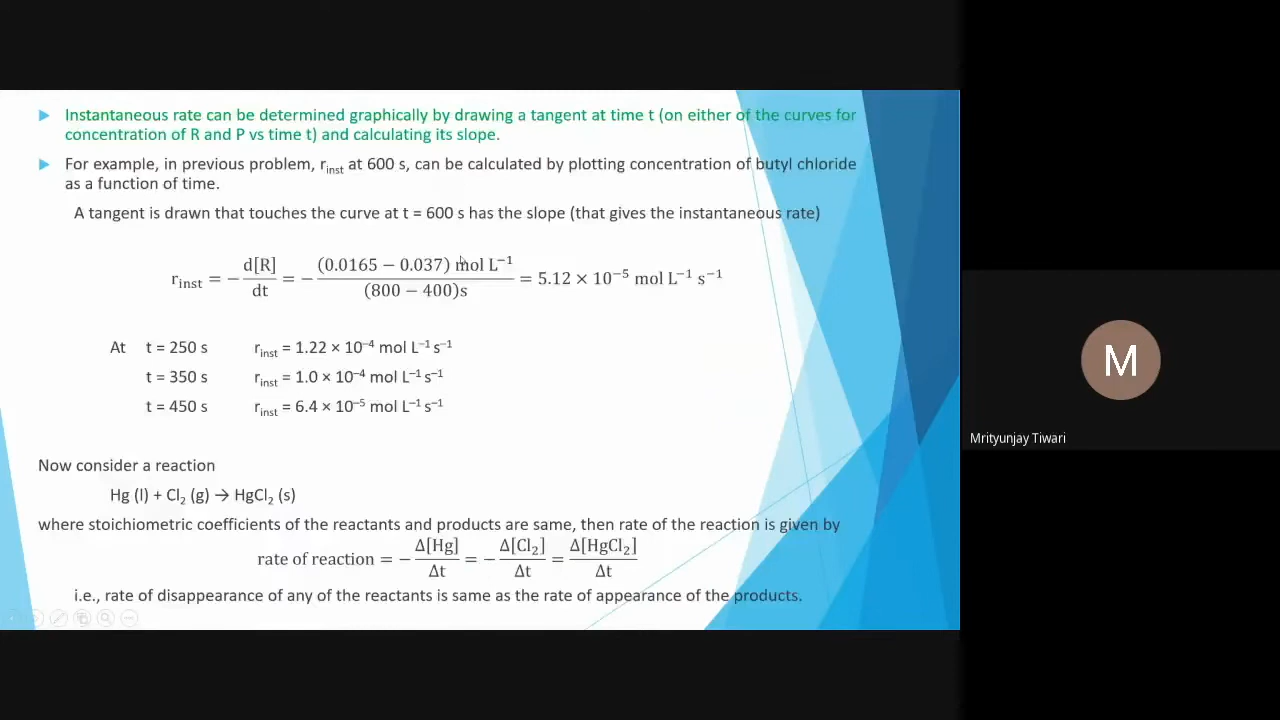 Instantaneous rate can be determined graphically by drawing a tangent at time t (on either of the curves for
concentration of R and P vs time t) and calculating its slope.
For example, in previous problem, r_inst at 600 s, can be calculated by plotting concentration of butyl chloride
as a function of time.
A tangent is drawn that touches the curve at t = 600 s has the slope (that gives the instantaneous rate)
r_inst = − d[R]/dt = − (0.0165 − 0.037) mol L⁻¹/(800 − 400)s = 5.12 × 10⁻⁵ mol L⁻¹ s⁻¹
At t = 250 s r_inst = 1.22 × 10⁻⁴ mol L⁻¹ s⁻¹
t = 350 s r_inst = 1.0 × 10⁻⁴ mol L⁻¹ s⁻¹
t = 450 s r_inst = 6.4 × 10⁻⁵ mol L⁻¹ s⁻¹
Now consider a reaction
Hg (l) + Cl₂ (g) → HgCl₂ (s)
where stoichiometric coefficients of the reactants and products are same, then rate of the reaction is given by
rate of reaction = − Δ[Hg]/Δt = − Δ[Cl₂]/Δt = Δ[HgCl₂]/Δt
i.e., rate of disappearance of any of the reactants is same as the rate of appearance of the products.
M
Mrityunjay Tiwari